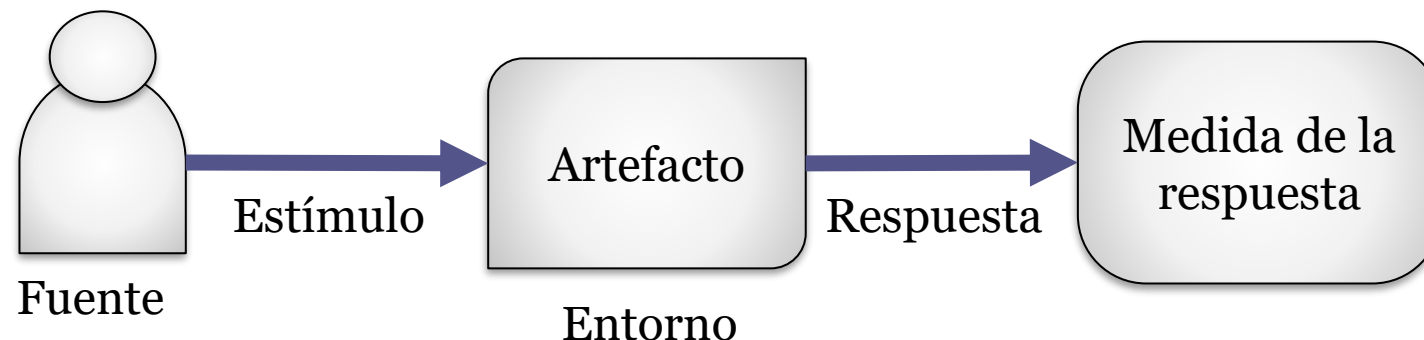 Fuente
Estímulo
Artefacto
Entorno
Respuesta
Medida de la
respuesta